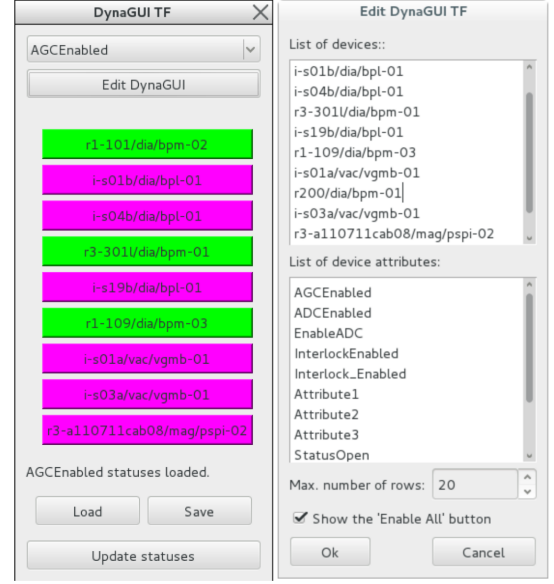 DynaGUI TF
AGCEnabled
Edit DynaGUI
r1-101/dia/bpm-02
i-s01b/dia/bpl-01
i-s04b/dia/bpl-01
r3-301l/dia/bpm-01
i-s19b/dia/bpl-01
r1-109/dia/bpm-03
i-s01a/vac/vgmb-01
i-s03a/vac/vgmb-01
r3-a110711cab08/mag/pspi-02
AGCEnabled statuses loaded.
Load
Save
Update statuses
Edit DynaGUI TF
List of devices::
i-s01b/dia/bpl-01
i-s04b/dia/bpl-01
r3-301l/dia/bpm-01
i-s19b/dia/bpl-01
r1-109/dia/bpm-03
i-s01a/vac/vgmb-01
r200/dia/bpm-01
i-s03a/vac/vgmb-01
r3-a110711cab08/mag/pspi-02
List of device attributes:
AGCEnabled
ADCEnabled
EnableADC
InterlockEnabled
Interlock_Enabled
Attribute1
Attribute2
Attribute3
StatusOpen
Max. number of rows: 20
Show the 'Enable All' button
Ok
Cancel